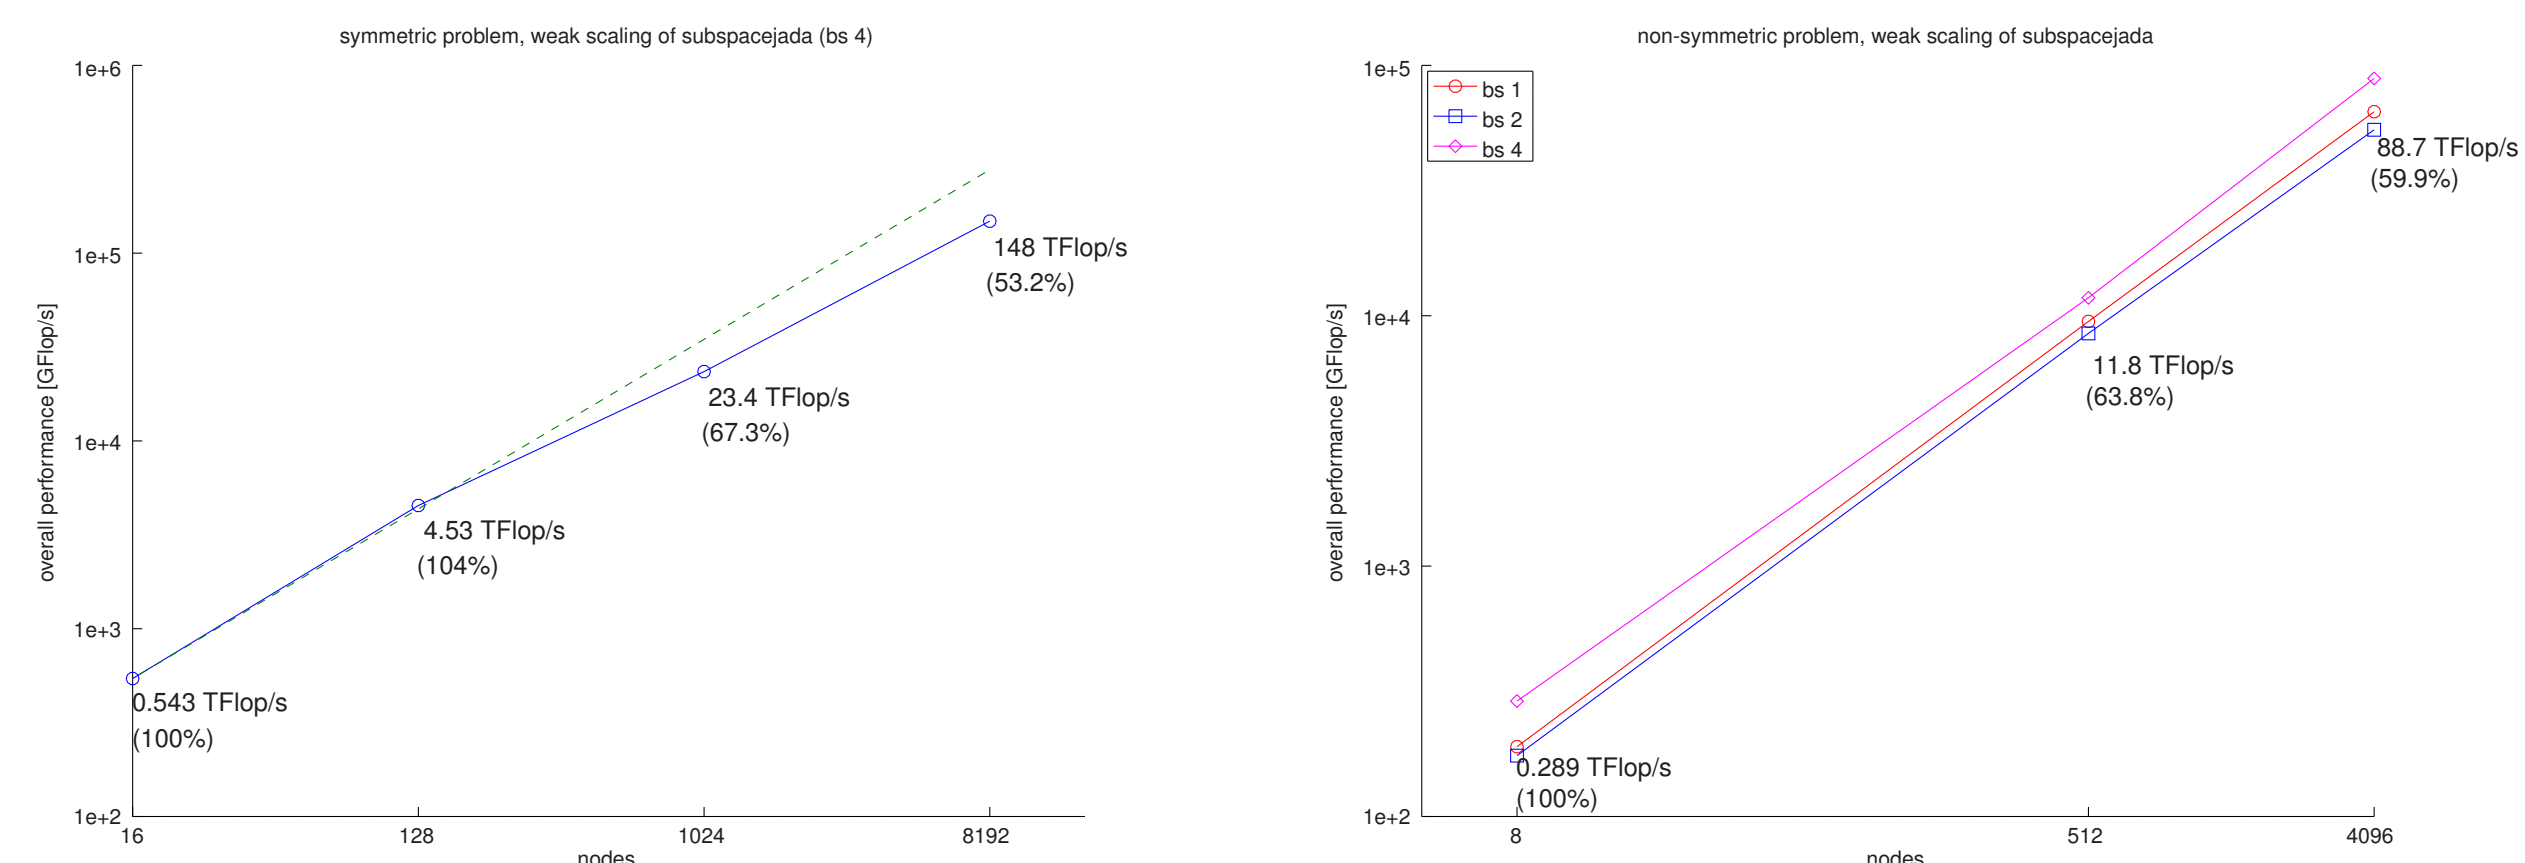 symmetric problem, weak scaling of subspacejada (bs 4)
1e+6
1e+5
1e+4
1e+3
1e+2
overall performance [GFlop/s]
148 TFlop/s
(53.2%)
23.4 TFlop/s
(67.3%)
4.53 TFlop/s
(104%)
0.543 TFlop/s
(100%)
16
128
1024
8192
nodes
non-symmetric problem, weak scaling of subspacejada
1e+5
1e+4
1e+3
1e+2
overall performance [GFlop/s]
bs 1
bs 2
bs 4
88.7 TFlop/s
(59.9%)
11.8 TFlop/s
(63.8%)
0.289 TFlop/s
(100%)
8
512
4096
nodes